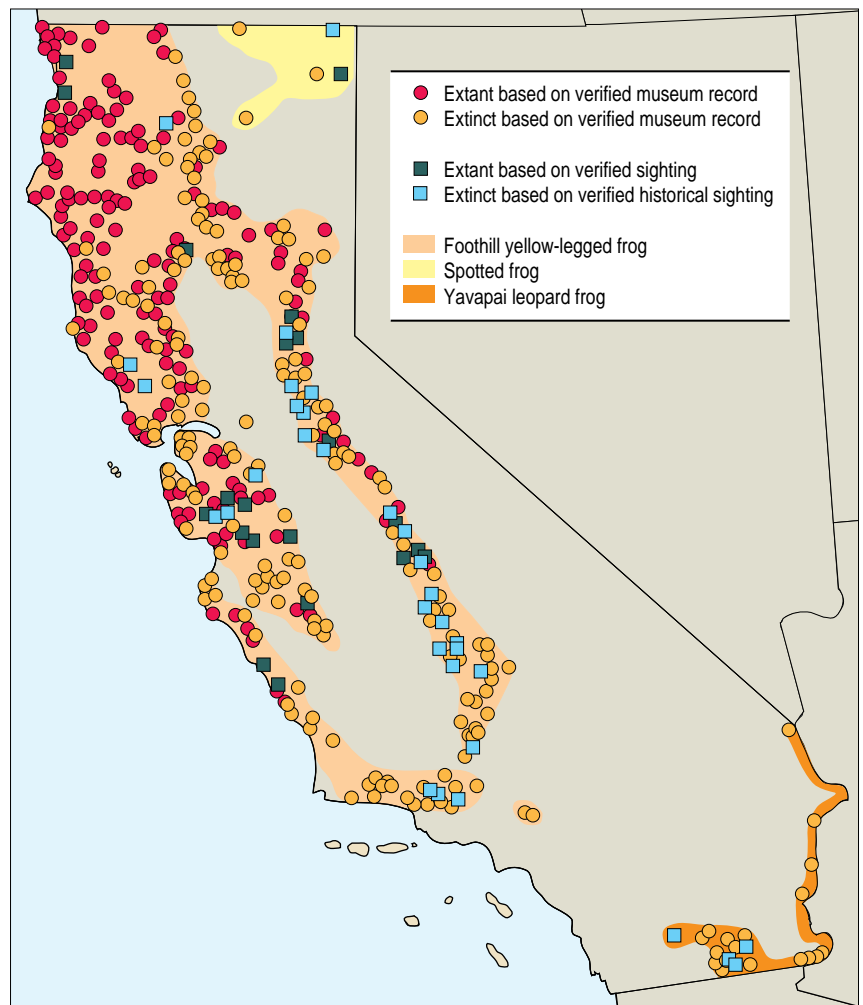 Extant based on verified museum record
Extinct based on verified museum record
Extant based on verified sighting
Extinct based on verified historical sighting
Foothill yellow-legged frog
Spotted frog
Yavapai leopard frog